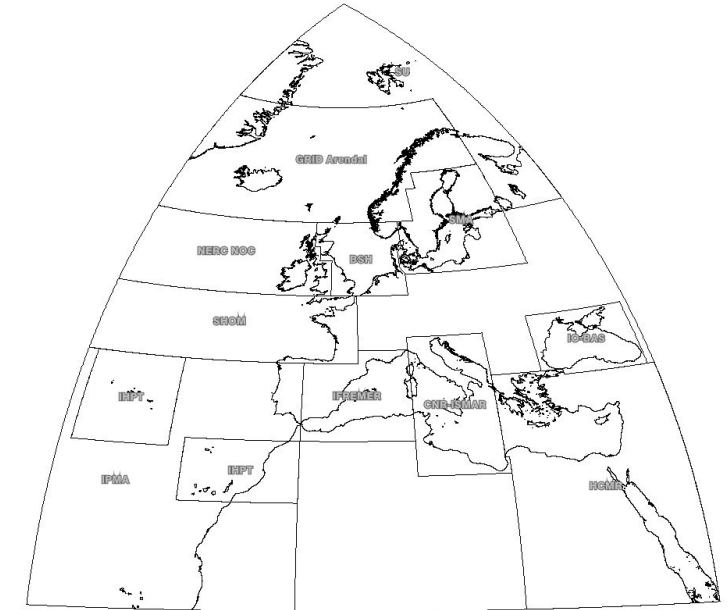 SU
GRID Arendal
SMHI
NERC NOC
BSH
SHOM
IO-BAS
IHPT
IFREMER
CNR-ISMAR
IHPT
IPMA
HCMR